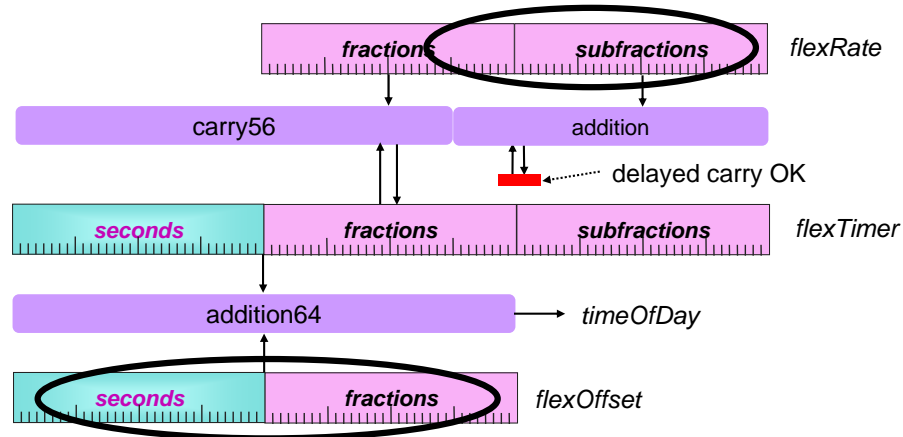 fractions subfractions flexRate
carry56 addition
delayed carry OK
seconds fractions subfractions flexTimer
addition64 timeOfDay
seconds fractions flexOffset